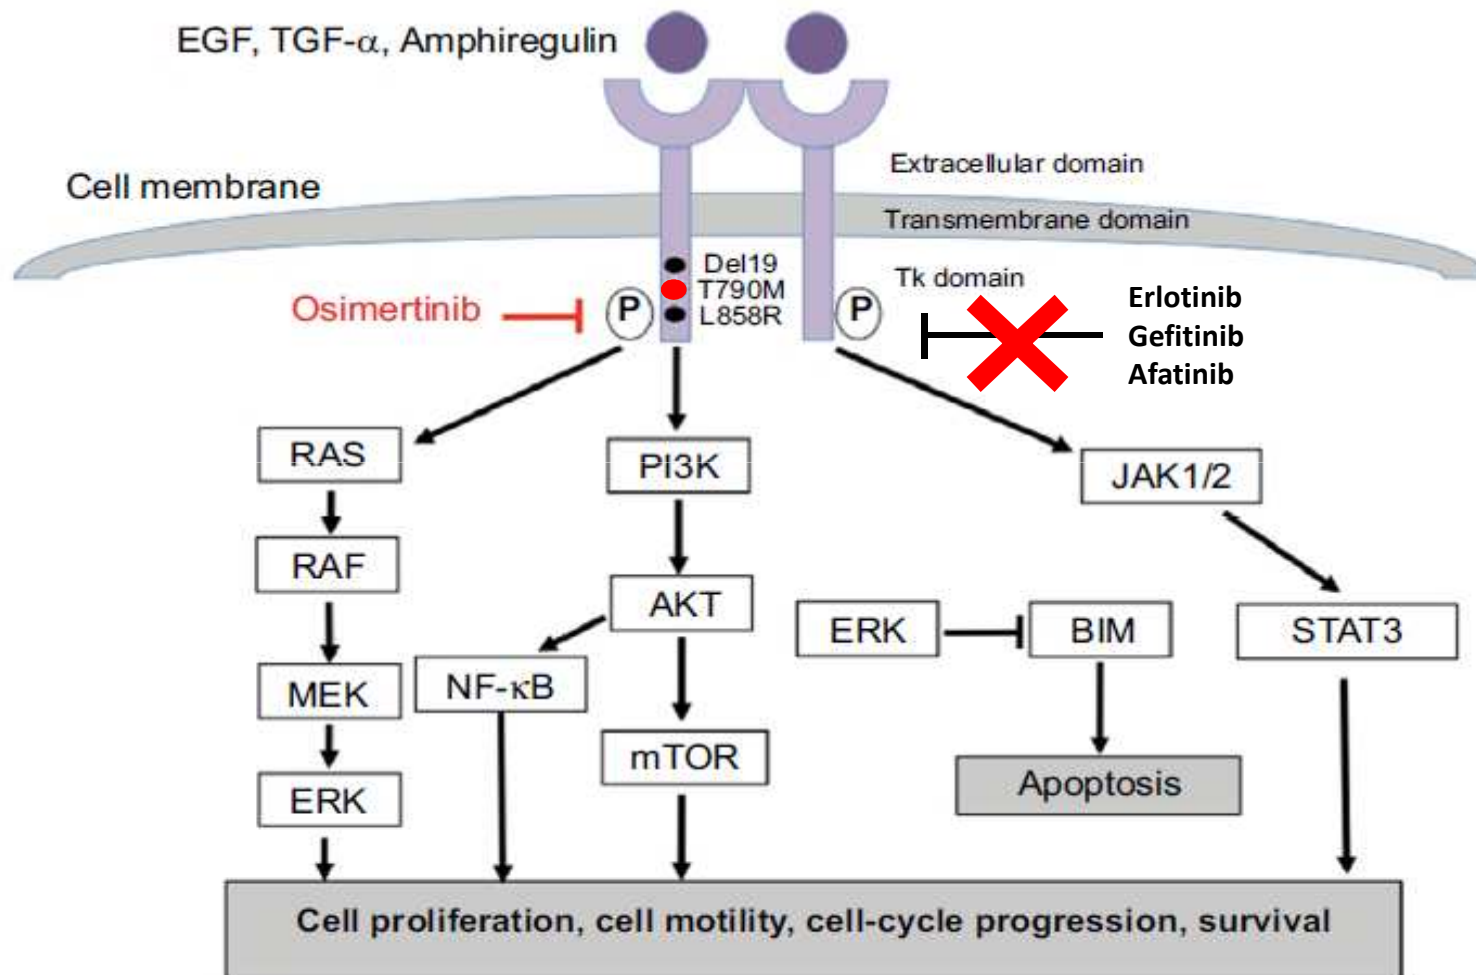 EGF, TGF-α, Amphiregulin
Extracellular domain
Cell membrane
Transmembrane domain
Del19
Tk domain
T790M
Erlotinib
Osimertinib
P
L858R
P
Gefitinib
Afatinib
RAS
PI3K
JAK1/2
RAF
AKT
ERK
BIM
STAT3
MEK
NF-κB
mTOR
Apoptosis
ERK
Cell proliferation, cell motility, cell-cycle progression, survival